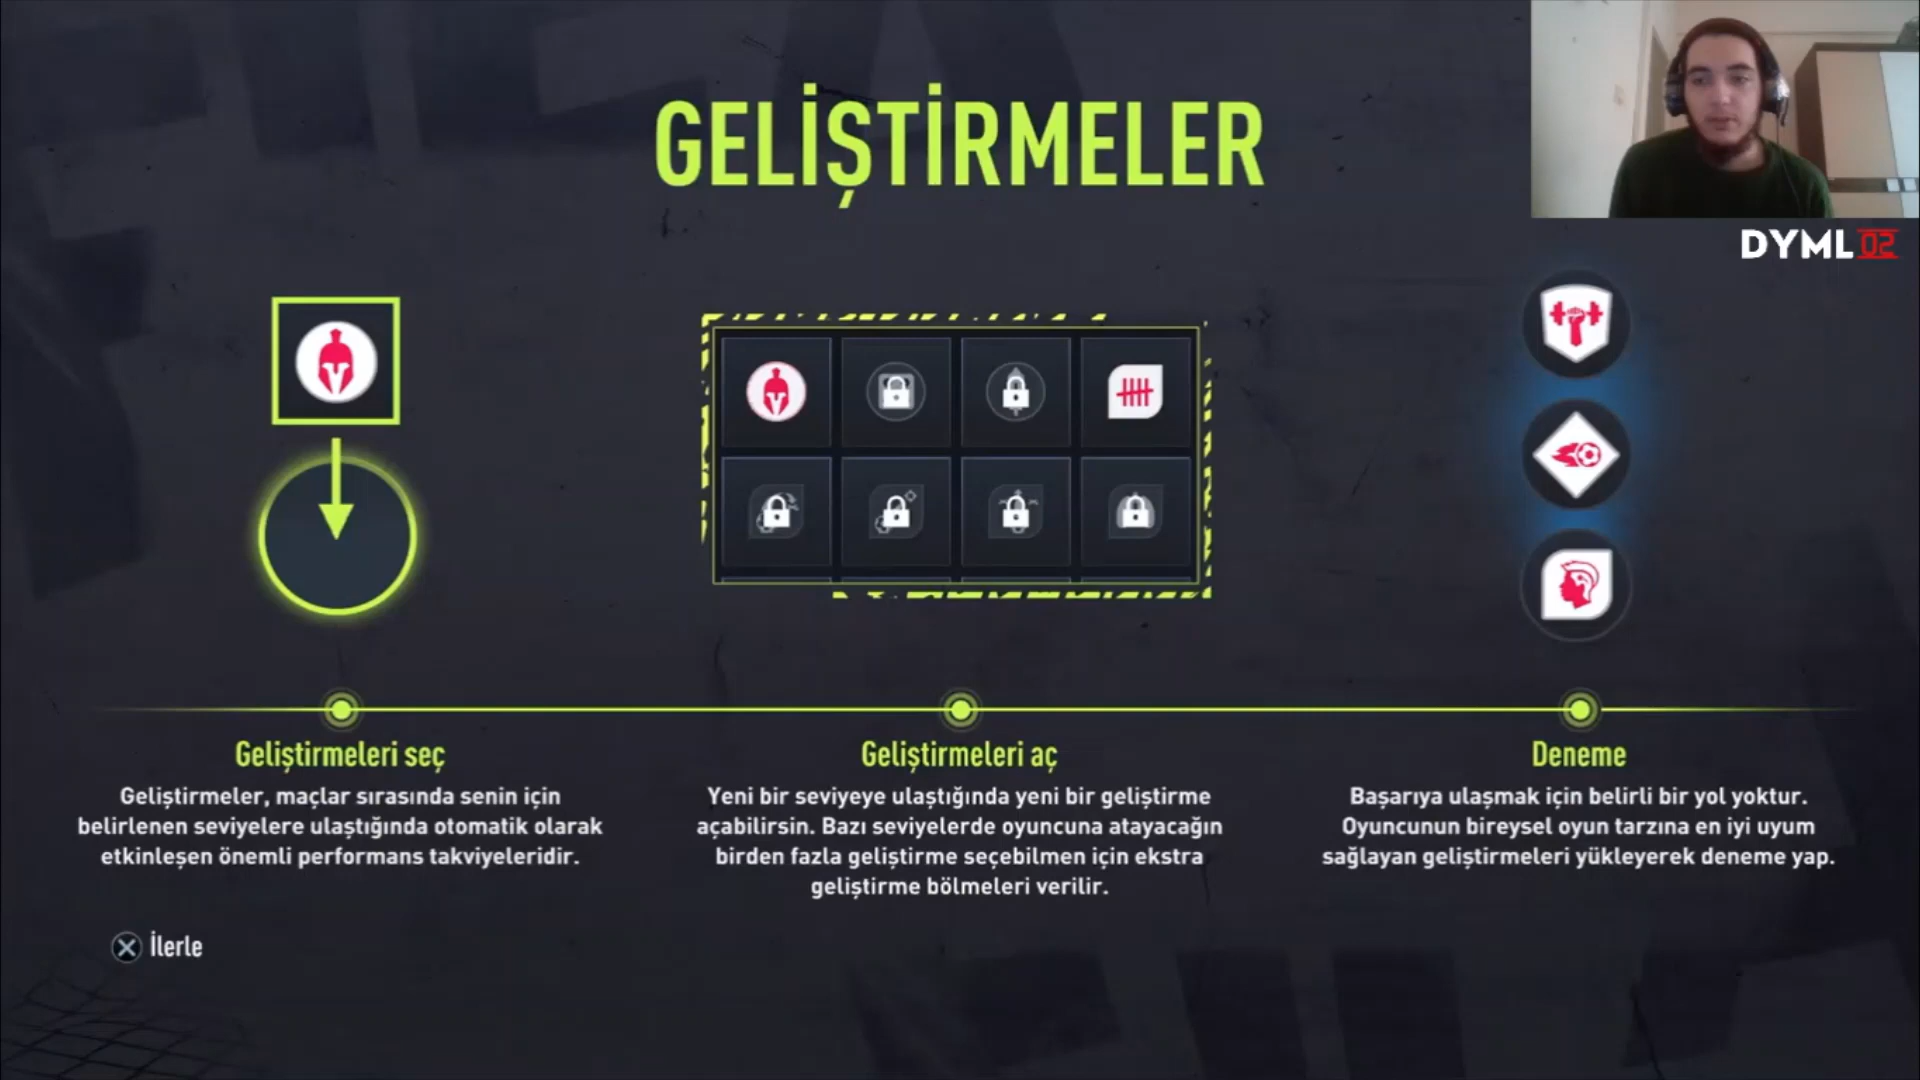 GELİŞTİRMELER
DYML 02
Geliştirmeleri seç
Geliştirmeler, maçlar sırasında senin için
belirlenen seviyelere ulaştığında otomatik olarak
etkinleşen önemli performans takviyeleridir.
Geliştirmeleri aç
Yeni bir seviyeye ulaştığında yeni bir geliştirme
açabilirsin. Bazı seviyelerde oyuncuna atayacağın
birden fazla geliştirme seçebilmen için ekstra
geliştirme bölmeleri verilir.
Deneme
Başarıya ulaşmak için belirli bir yol yoktur.
Oyuncunun bireysel oyun tarzına en iyi uyum
sağlayan geliştirmeleri yükleyerek deneme yap.
İlerle